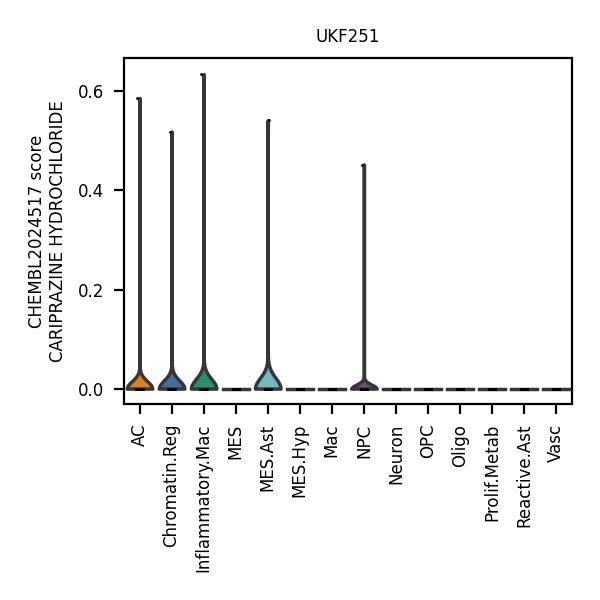 UKF251
CHEMBL2024517 score
CARIPRAZINE HYDROCHLORIDE
0.6
0.4
0.2
0.0
AC
Chromatin.Reg
Inflammatory.Mac
MES
MES.Ast
MES.Hyp
Mac
NPC
Neuron
OPC
Oligo
Prolif.Metab
Reactive.Ast
Vasc